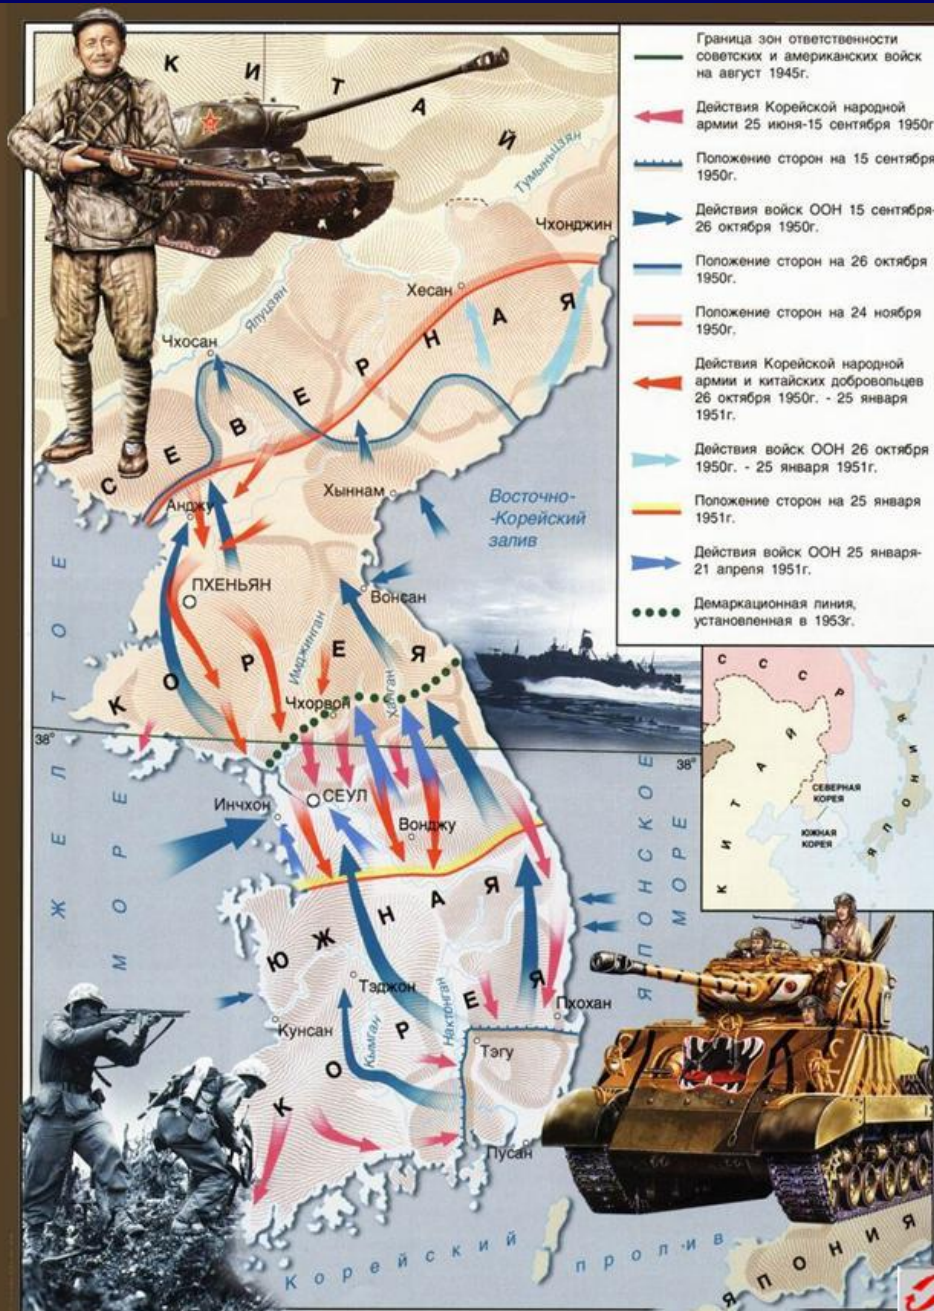 Граница зон ответственности
советских и американских войск
на август 1945г.
Действия Корейской народной
армии 25 июня-15 сентября 1950г
Положение сторон на 15 сентября
1950г.
Действия войск ООН 15 сентября-
26 октября 1950г.
Положение сторон на 26 октября
1950г.
Положение сторон на 24 ноября
1950г.
Действия Корейской народной
армии и китайских добровольцев
26 октября 1950г. - 25 января
1951г.
Действия войск ООН 26 октября
1950г. - 25 января 1951г.
Положение сторон на 25 января
1951г.
Действия войск ООН 25 января-
21 апреля 1951г.
Демаркационная линия,
установленная в 1953г.
КИТАЙ
Тумыньцзян
Чхонджин
Хесан
Ялуцзян
Чхосан
СЕВЕРНАЯ
Анджу
Хыннам
Восточно-
-Корейский
залив
ПХЕНЬЯН
Вонсан
Имджинган
КОРЕЯ
Чхорвон
Ханган
38°
38°
СЕУЛ
Инчхон
Вонджу
ЖЕЛТОЕ
МОРЕ
ЯПОНСКОЕ
МОРЕ
ЮЖНАЯ
Тэджон
Кунсан
Кымган
Нактонган
КОРЕЯ
Пхохан
Тэгу
Пусан
Корейский пролив
ЯПОНИЯ
СССР
КИТАЙ
СЕВЕРНАЯ
КОРЕЯ
ЮЖНАЯ
КОРЕЯ
ЯПОНИЯ